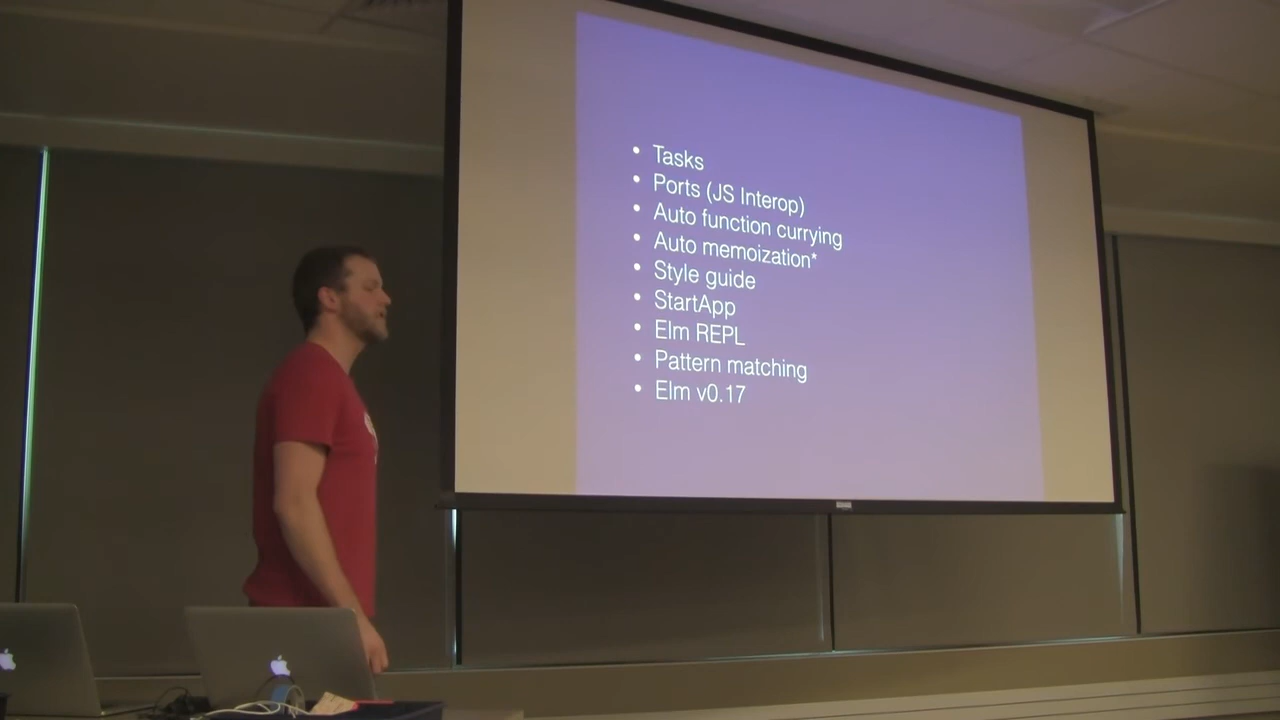 • Tasks
• Ports (JS Interop)
• Auto function currying
• Auto memoization*
• Style guide
• StartApp
• Elm REPL
• Pattern matching
• Elm v0.17